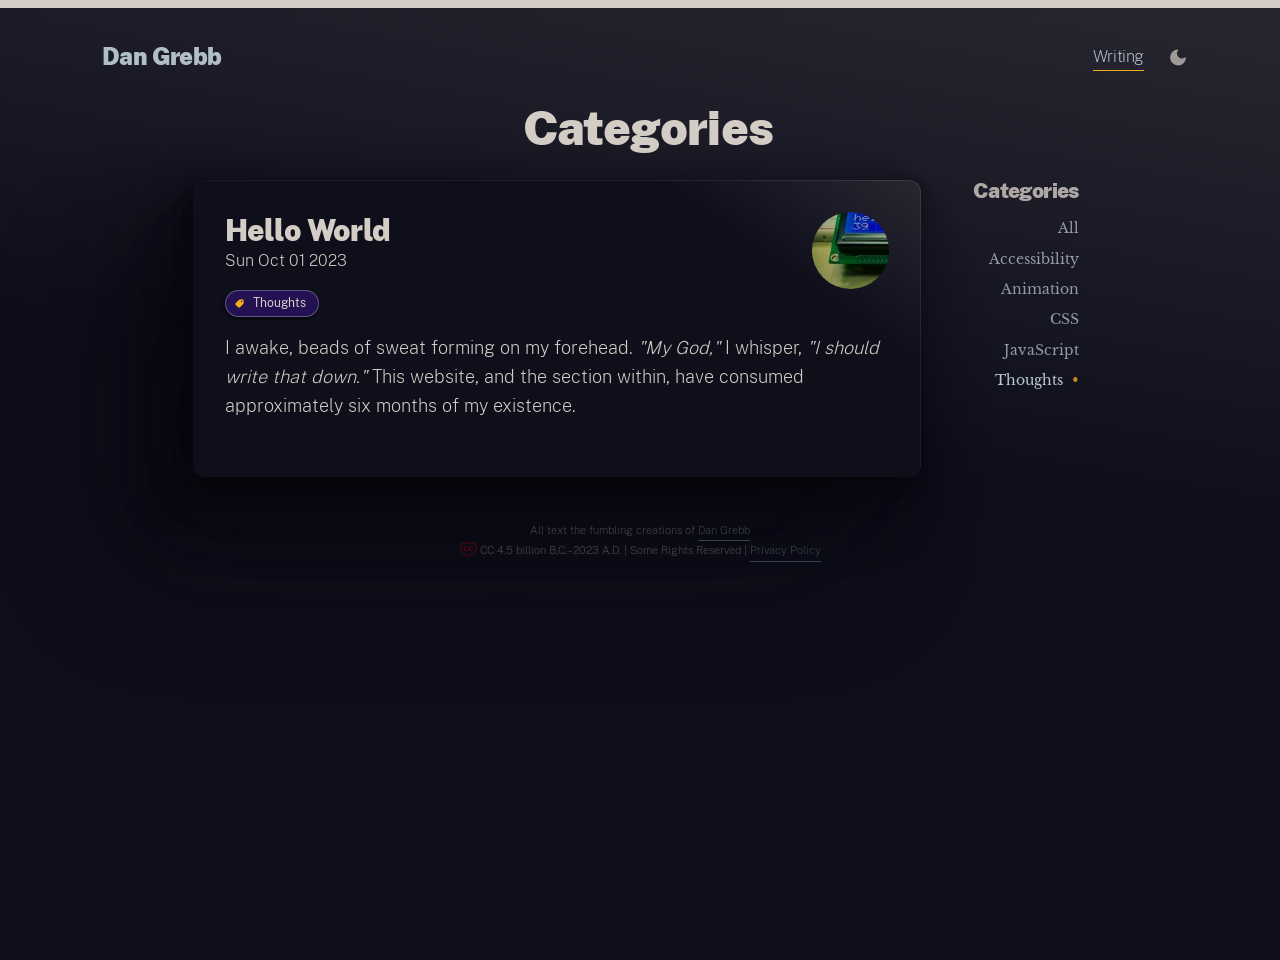 Dan Grebb
Writing
Categories
Hello World
Sun Oct 01 2023
Thoughts
I awake, beads of sweat forming on my forehead. "My God," I whisper, "I should
write that down." This website, and the section within, have consumed
approximately six months of my existence.
Categories
All
Accessibility
Animation
CSS
JavaScript
Thoughts •
All text the fumbling creations of Dan Grebb
CC 4.5 billion B.C.–2023 A.D. | Some Rights Reserved | Privacy Policy